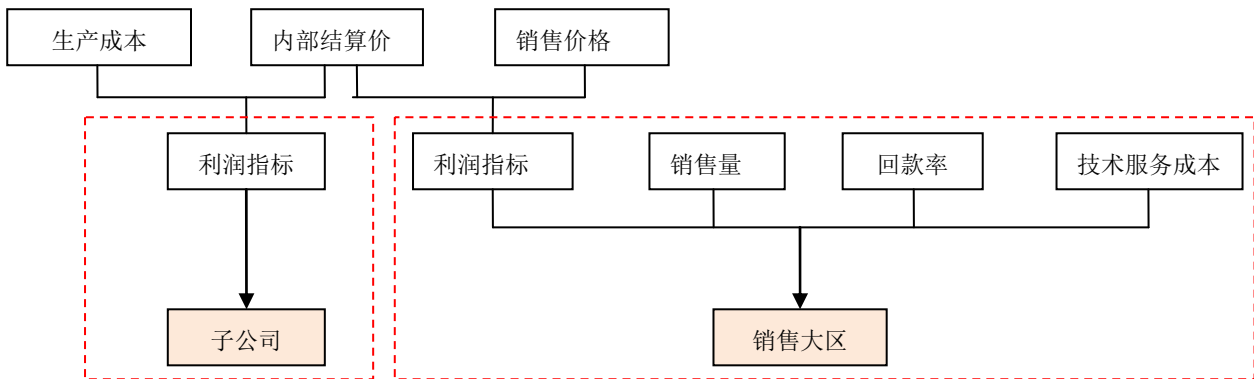 生产成本
内部结算价
销售价格
利润指标
利润指标
销售量
回款率
技术服务成本
子公司
销售大区